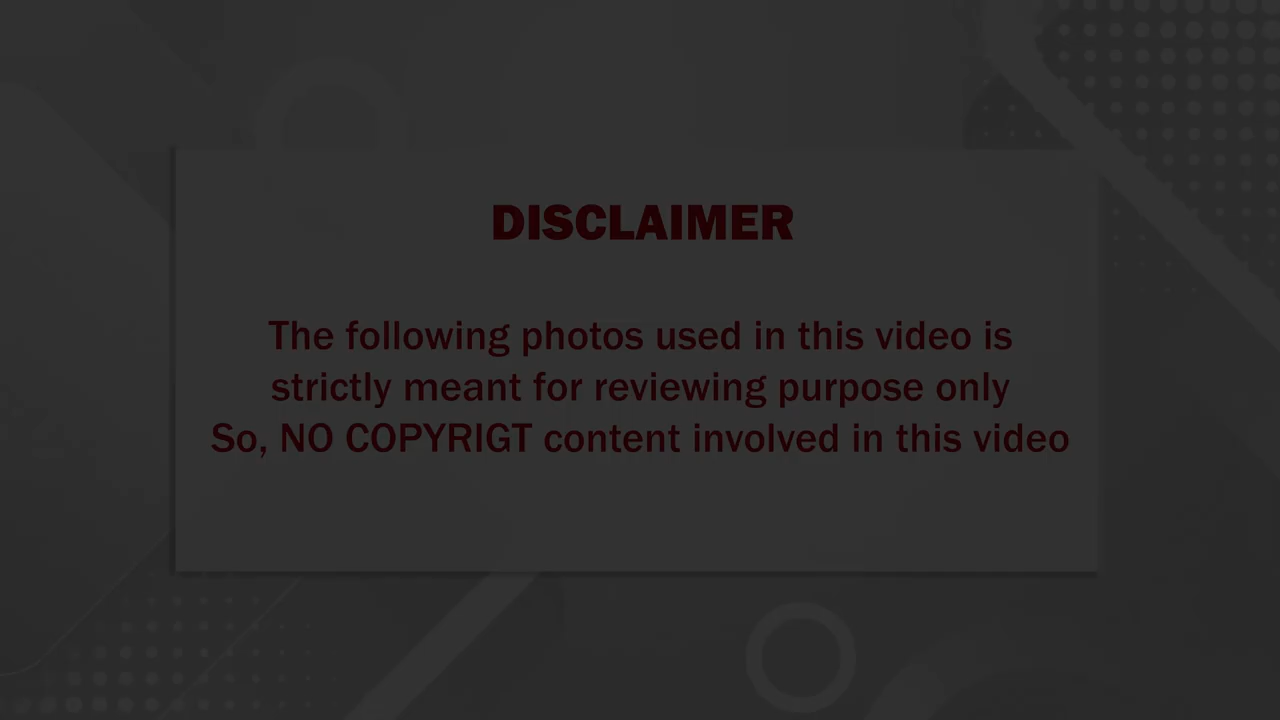 DISCLAIMER
The following photos used in this video is
strictly meant for reviewing purpose only
So, NO COPYRIGT content involved in this video